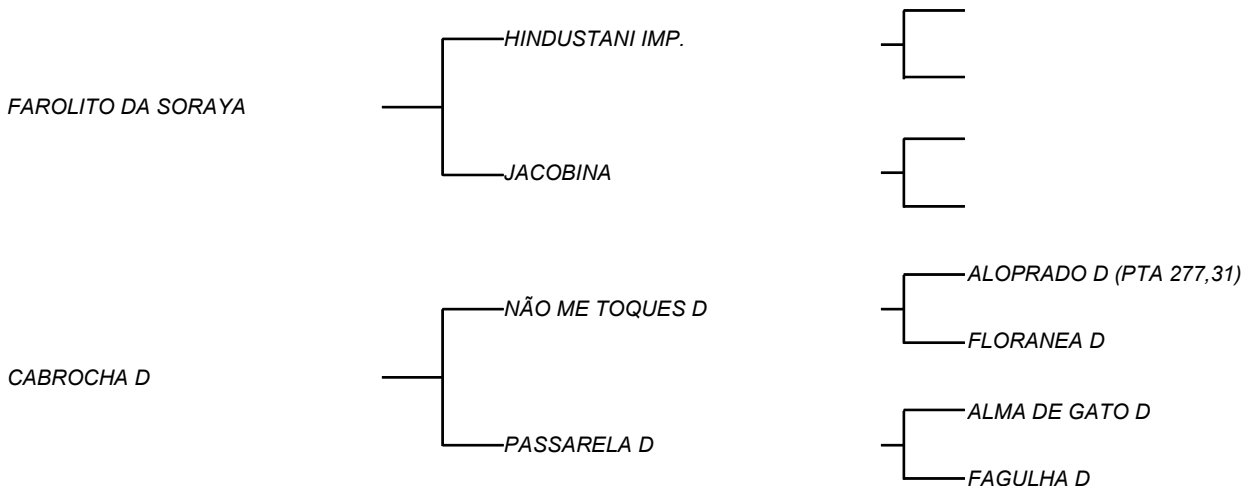 HINDUSTANI IMP.
FAROLITO DA SORAYA
JACOBINA
ALOPRADO D (PTA 277,31)
NÃO ME TOQUES D
FLORANEA D
CABROCHA D
ALMA DE GATO D
PASSARELA D
FAGULHA D